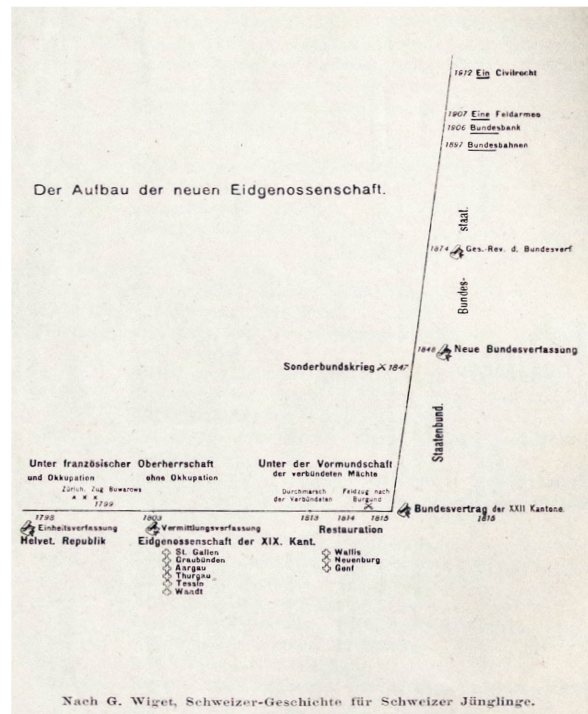 1912 Ein Civilrecht
1907 Eine Feldarmee
1906 Bundesbank
1897 Bundesbahnen
Der Aufbau der neuen Eidgenossenschaft.
Bundes-staat.
1874 Ges.-Rev. d. Bundesverf
1848 Neue Bundesverfassung
Sonderbundskrieg 1847
Staatenbund.
Unter französischer Oberherrschaft
und Okkupation ohne Okkupation
Unter der Vormundschaft
der verbündeten Mächte
Zürich. Zug Suwarows
1799
Durchmarsch der Verbündeten
Feldzug nach Burgund
1798 1803 1813 1814 1815
Bundesvertrag der XXII Kantone.
1815
Einheitsverfassung
Helvet. Republik
Vermittlungsverfassung
Eidgenossenschaft der XIX. Kant.
St. Gallen
Graubünden
Aargau
Thurgau
Tessin
Waadt
Restauration
Wallis
Neuenburg
Genf
Nach G. Wiget, Schweizer-Geschichte für Schweizer Jünglinge.